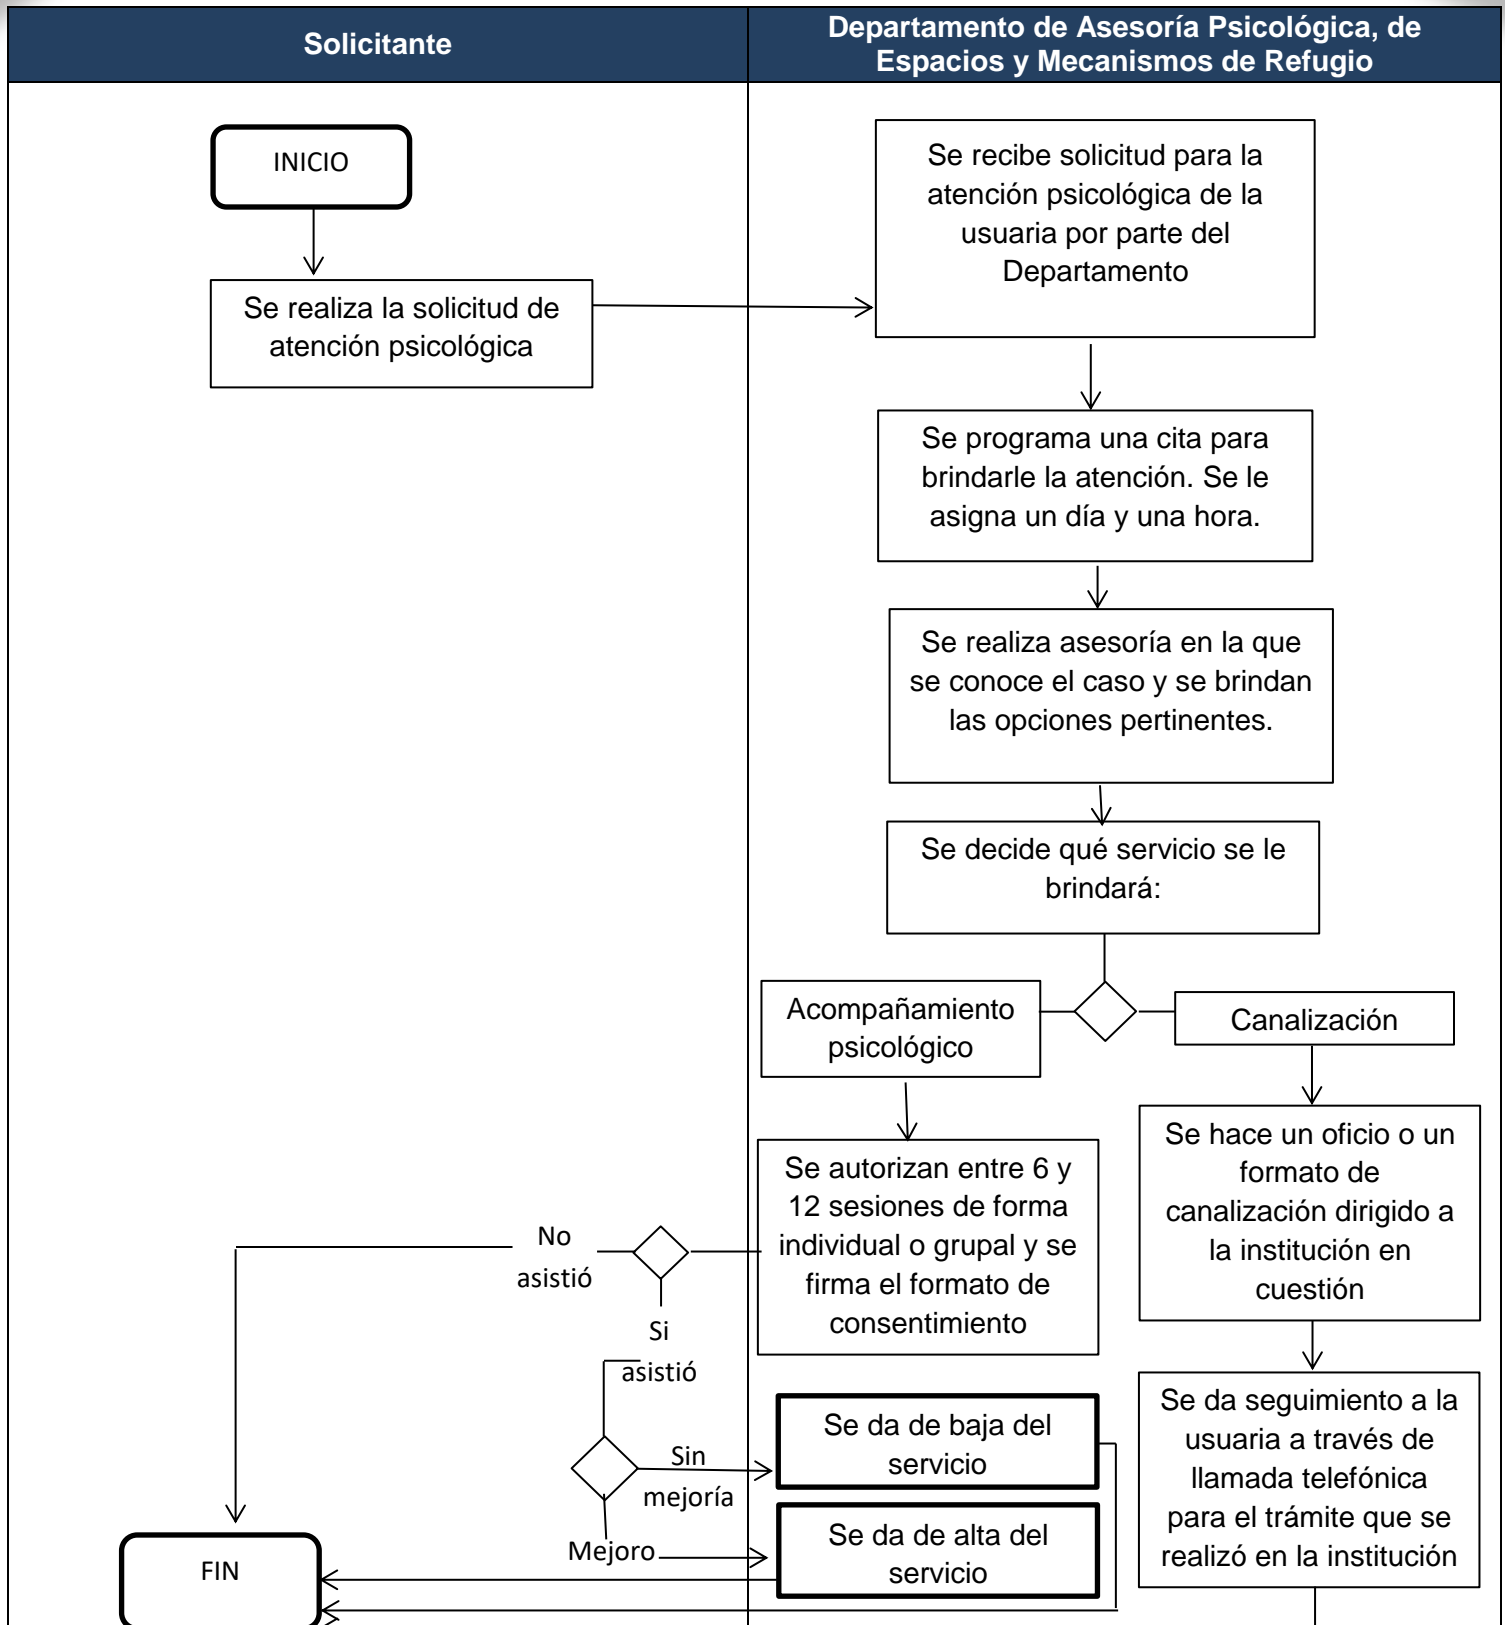 Solicitante
Departamento de Asesoría Psicológica, de
Espacios y Mecanismos de Refugio
INICIO
Se realiza la solicitud de
atención psicológica
Se recibe solicitud para la
atención psicológica de la
usuaria por parte del
Departamento
Se programa una cita para
brindarle la atención. Se le
asigna un día y una hora.
Se realiza asesoría en la que
se conoce el caso y se brindan
las opciones pertinentes.
Se decide qué servicio se le
brindará:
Acompañamiento
psicológico
Canalización
Se autorizan entre 6 y
12 sesiones de forma
individual o grupal y se
firma el formato de
consentimiento
Se hace un oficio o un
formato de
canalización dirigido a
la institución en
cuestión
No
asistió
Si
asistió
Sin
mejoría
Mejoro
Se da de baja del
servicio
Se da de alta del
servicio
Se da seguimiento a la
usuaria a través de
llamada telefónica
para el trámite que se
realizó en la institución
FIN